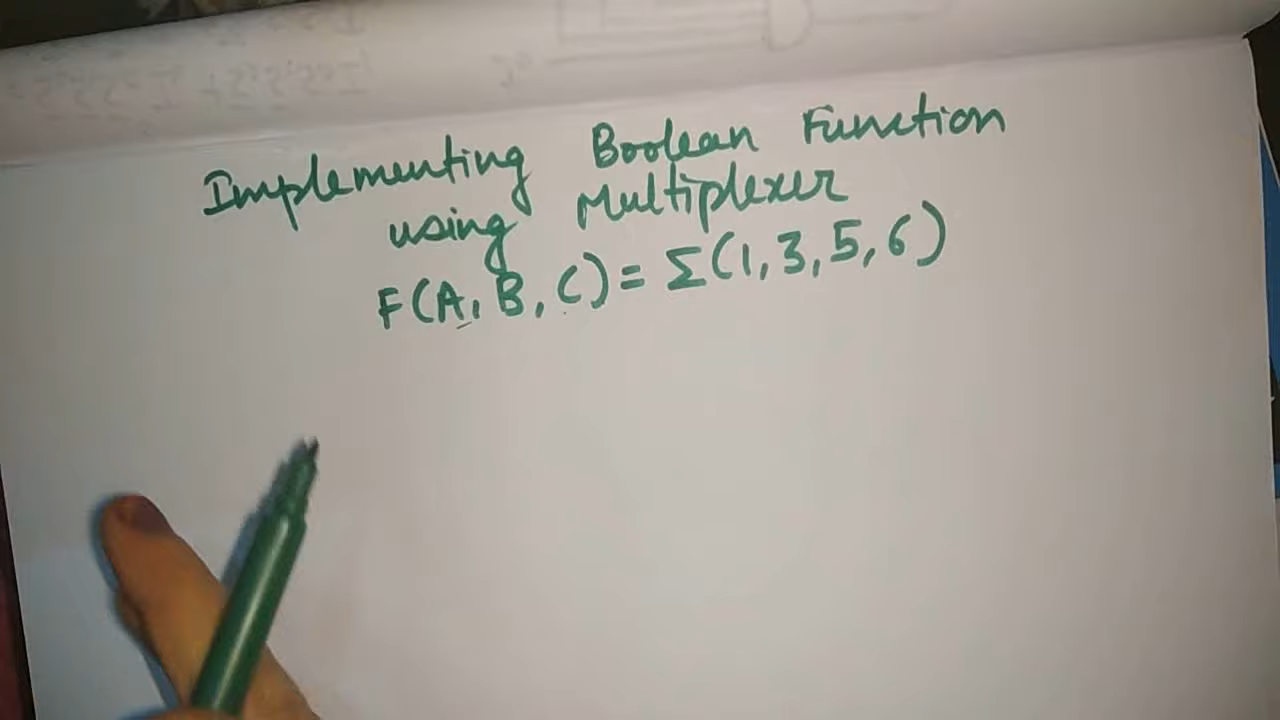 Implementing Boolean Function
using Multiplexer
F(A, B, C) = Σ(1, 3, 5, 6)